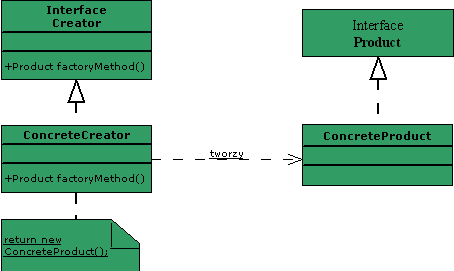 Interface
Creator
+Product factoryMethod()
Interface
Product
ConcreteCreator
+Product factoryMethod()
tworzy
ConcreteProduct
return new
ConcreteProduct();